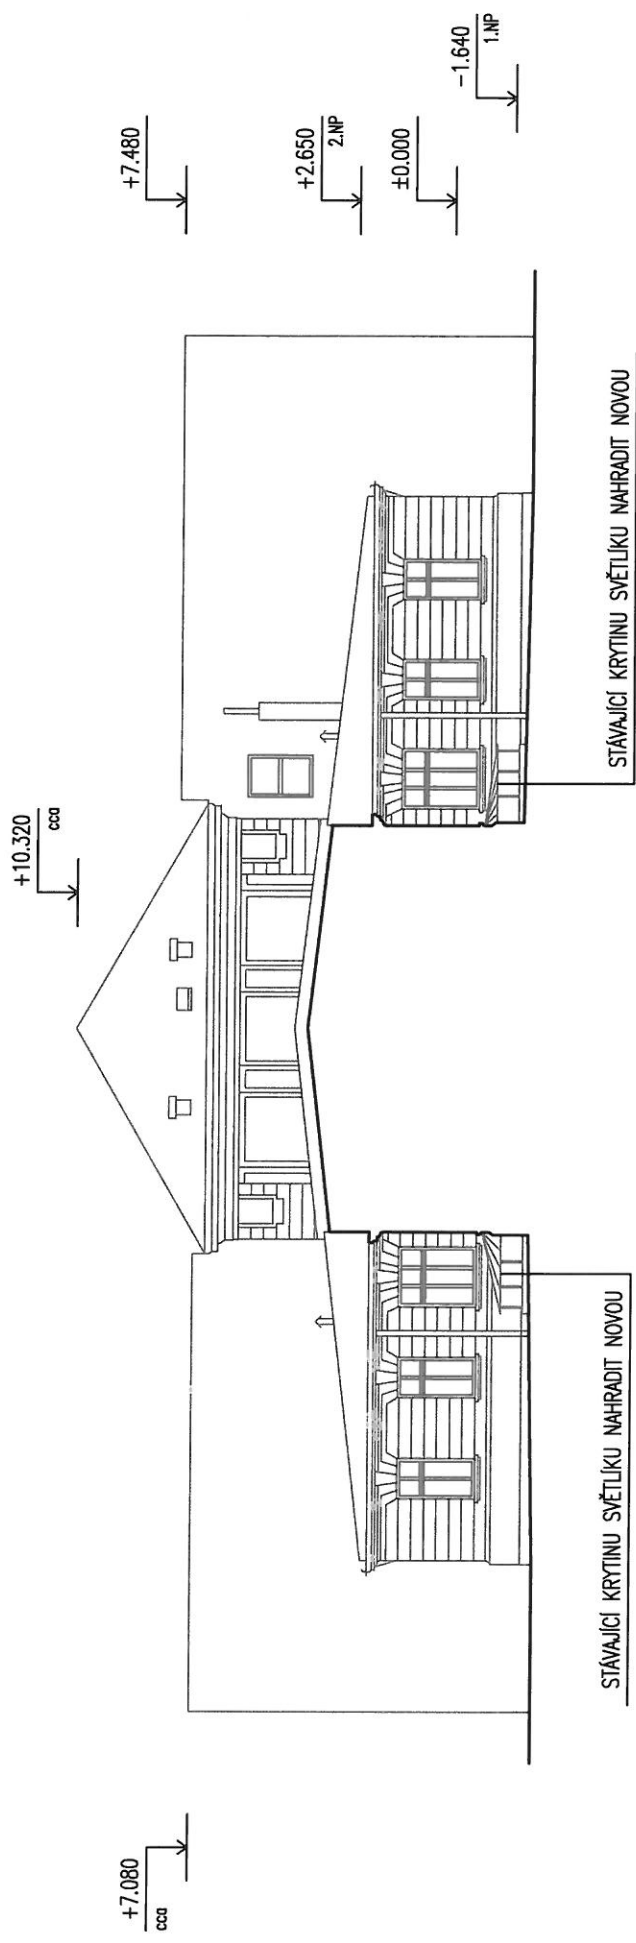 +7.080
cca
+10.320
cca
+7.480
+2.650
2.NP
±0.000
-1.640
1.NP
STÁVAJÍCÍ KRYTINU SVĚTLÍKU NAHRADIT NOVOU
STÁVAJÍCÍ KRYTINU SVĚTLÍKU NAHRADIT NOVOU